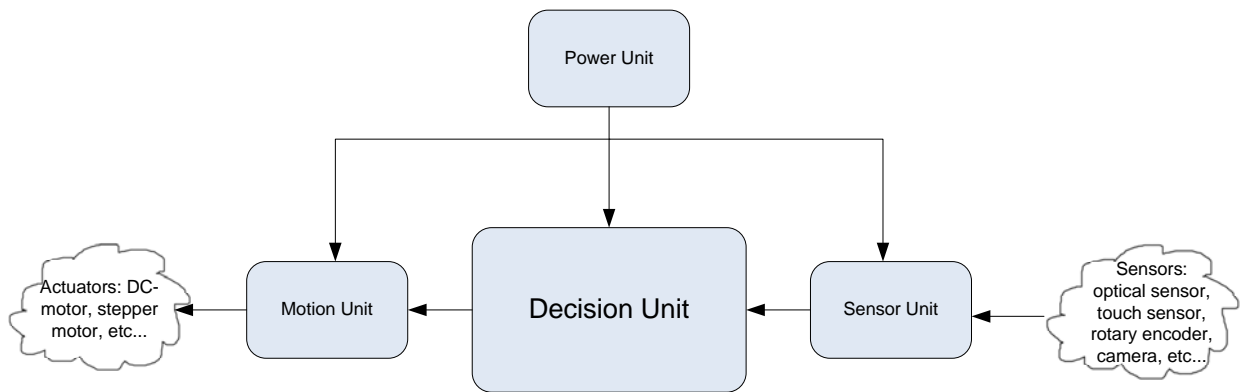 Power Unit
Actuators: DC-
motor, stepper
motor, etc...
Motion Unit
Decision Unit
Sensor Unit
Sensors:
optical sensor,
touch sensor,
rotary encoder,
camera, etc...